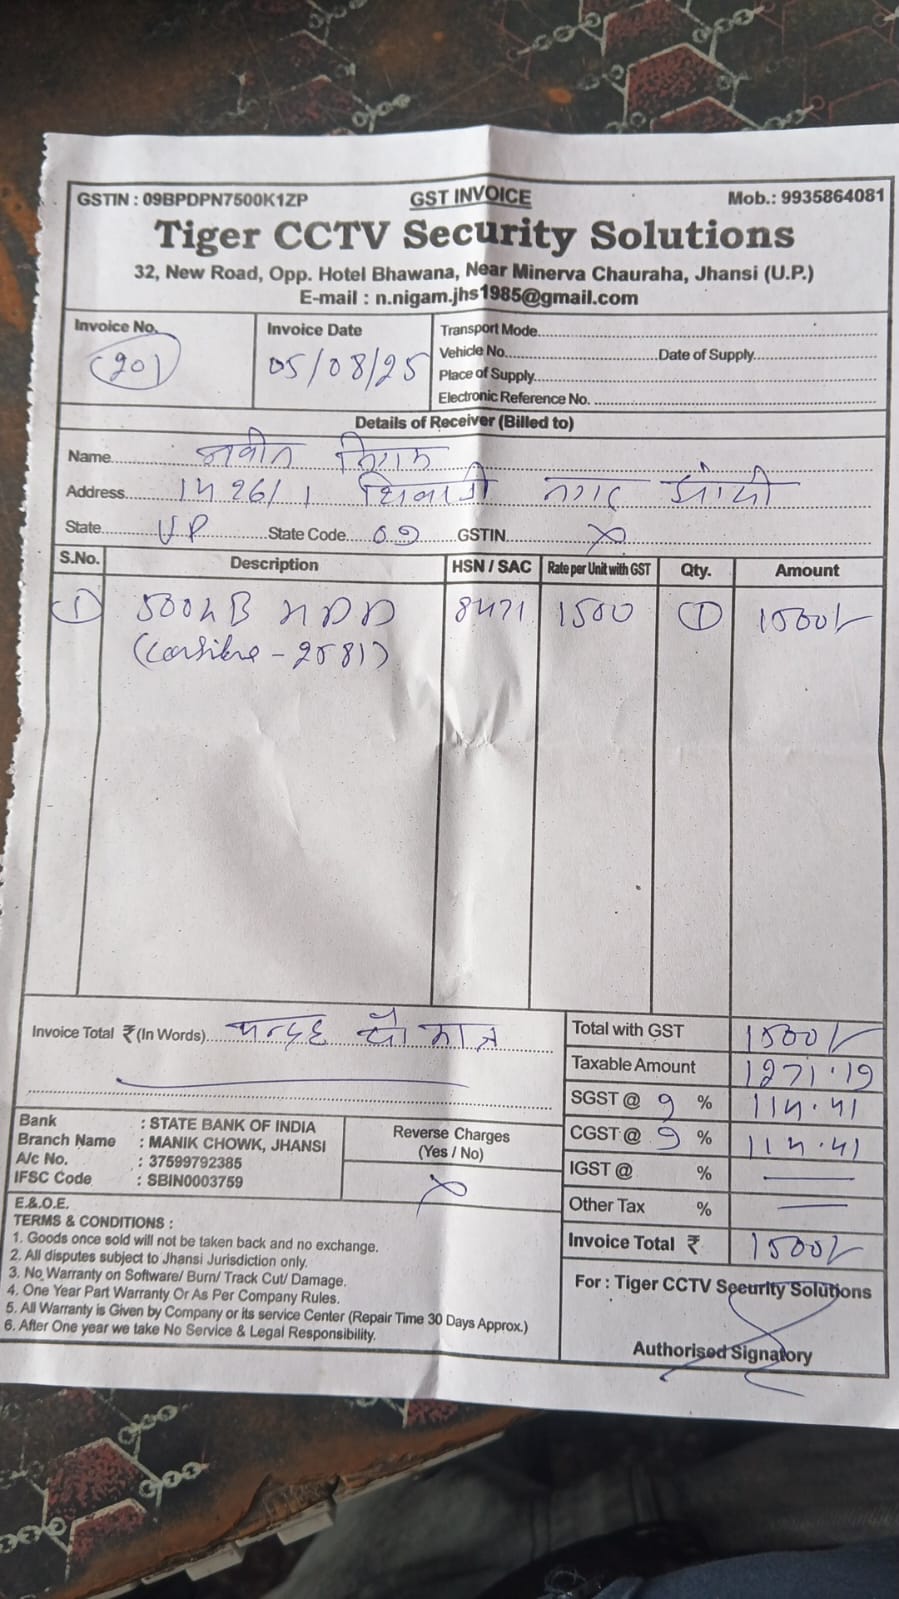 GSTIN : 09BPDPN7500K1ZP GST INVOICE Mob.: 9935864081
Tiger CCTV Security Solutions
32, New Road, Opp. Hotel Bhawana, Near Minerva Chauraha, Jhansi (U.P.)
E-mail : n.nigam.jhs1985@gmail.com
Invoice No. Invoice Date Transport Mode
201 05/08/25 Vehicle No. Date of Supply
Place of Supply
Electronic Reference No.
Details of Receiver (Billed to)
Name नवीन निगम
Address 1426/1 शिवाजी नगर झांसी
State UP State Code 09 GSTIN X
S.No. Description HSN / SAC Rate per Unit with GST Qty. Amount
1 500GB HDD 8471 1500 1 1500/-
2581)
Invoice Total ₹ (In Words) पन्द्रह सौ मात्र
Total with GST 1500/-
Taxable Amount 1271.19
SGST @ 9 % 114.41
CGST @ 9 % 114.41
IGST @ % —
Other Tax % —
Invoice Total ₹ 1500/-
Bank : STATE BANK OF INDIA
Branch Name : MANIK CHOWK, JHANSI
A/c No. : 37599792385
IFSC Code : SBIN0003759
Reverse Charges
(Yes / No)
X
E.&.O.E.
TERMS & CONDITIONS :
1. Goods once sold will not be taken back and no exchange.
2. All disputes subject to Jhansi Jurisdiction only.
3. No Warranty on Software/ Burn/ Track Cut/ Damage.
4. One Year Part Warranty Or As Per Company Rules.
5. All Warranty is Given by Company or its service Center (Repair Time 30 Days Approx.)
6. After One year we take No Service & Legal Responsibility.
For : Tiger CCTV Security Solutions
Authorised Signatory